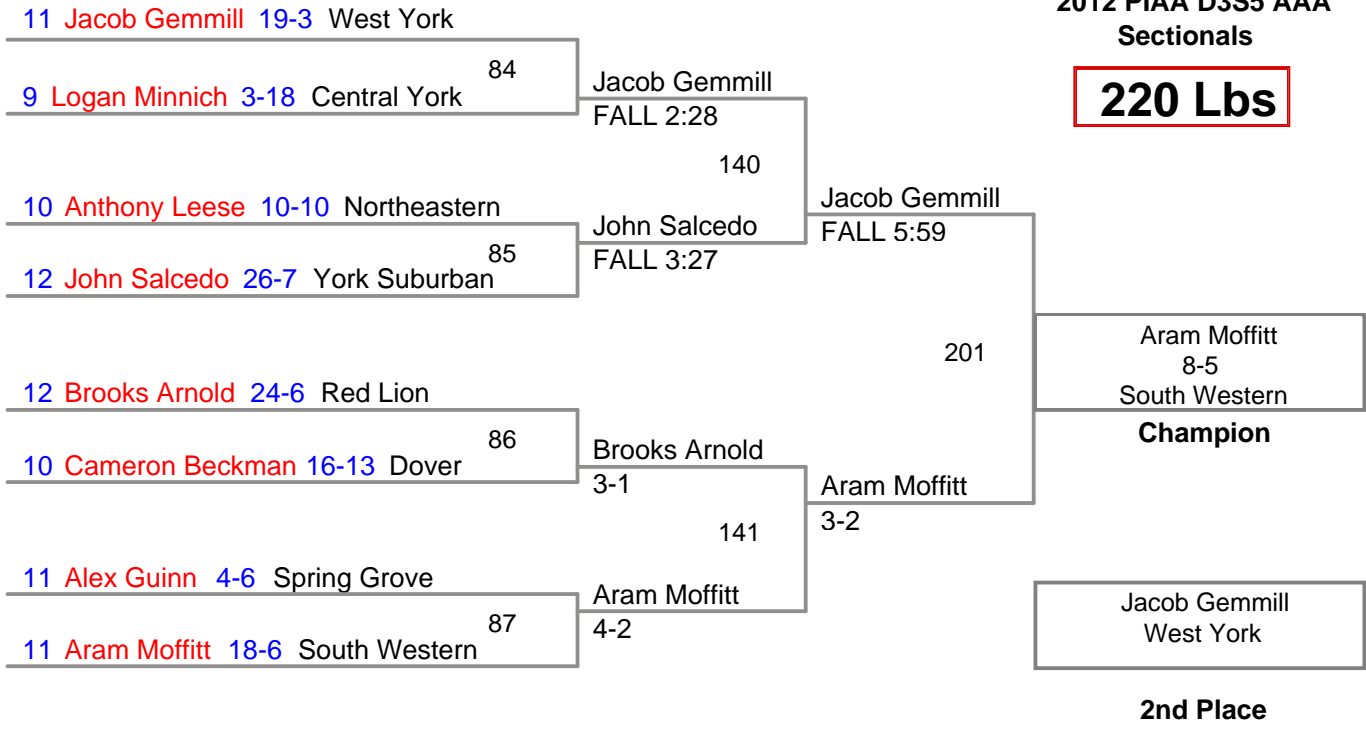 2012 PIAA D3S5 AAA
Sectionals
220 Lbs
11 Jacob Gemmill 19-3 West York
84
9 Logan Minnich 3-18 Central York
Jacob Gemmill
FALL 2:28
140
10 Anthony Leese 10-10 Northeastern
85
12 John Salcedo 26-7 York Suburban
John Salcedo
FALL 3:27
Jacob Gemmill
FALL 5:59
201
12 Brooks Arnold 24-6 Red Lion
86
10 Cameron Beckman 16-13 Dover
Brooks Arnold
3-1
141
11 Alex Guinn 4-6 Spring Grove
87
11 Aram Moffitt 18-6 South Western
Aram Moffitt
4-2
Aram Moffitt
3-2
Aram Moffitt
8-5
South Western
Champion
Jacob Gemmill
West York
2nd Place